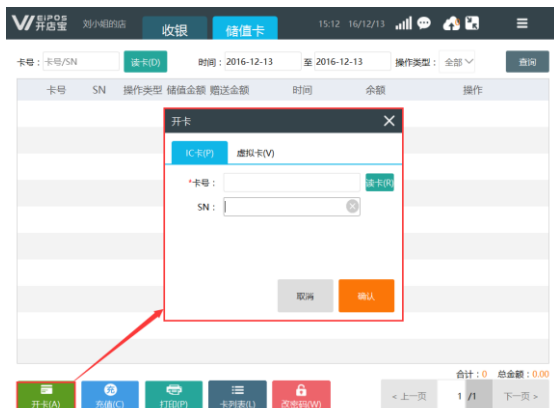 EiPOS
开店宝 刘小姐的店 收银 储值卡 15:12 16/12/13
卡号：卡号/SN 读卡(D) 时间：2016-12-13 至 2016-12-13 操作类型：全部 查询
卡号 SN 操作类型 储值金额 赠送金额 时间 余额 操作
开卡
IC卡(P) 虚拟卡(V)
*卡号： 读卡(R)
SN：
取消 确认
合计：0 总金额：0.00
开卡(A) 充值(C) 打印(P) 卡列表(L) 改密码(W) < 上一页 1 /1 下一页 >